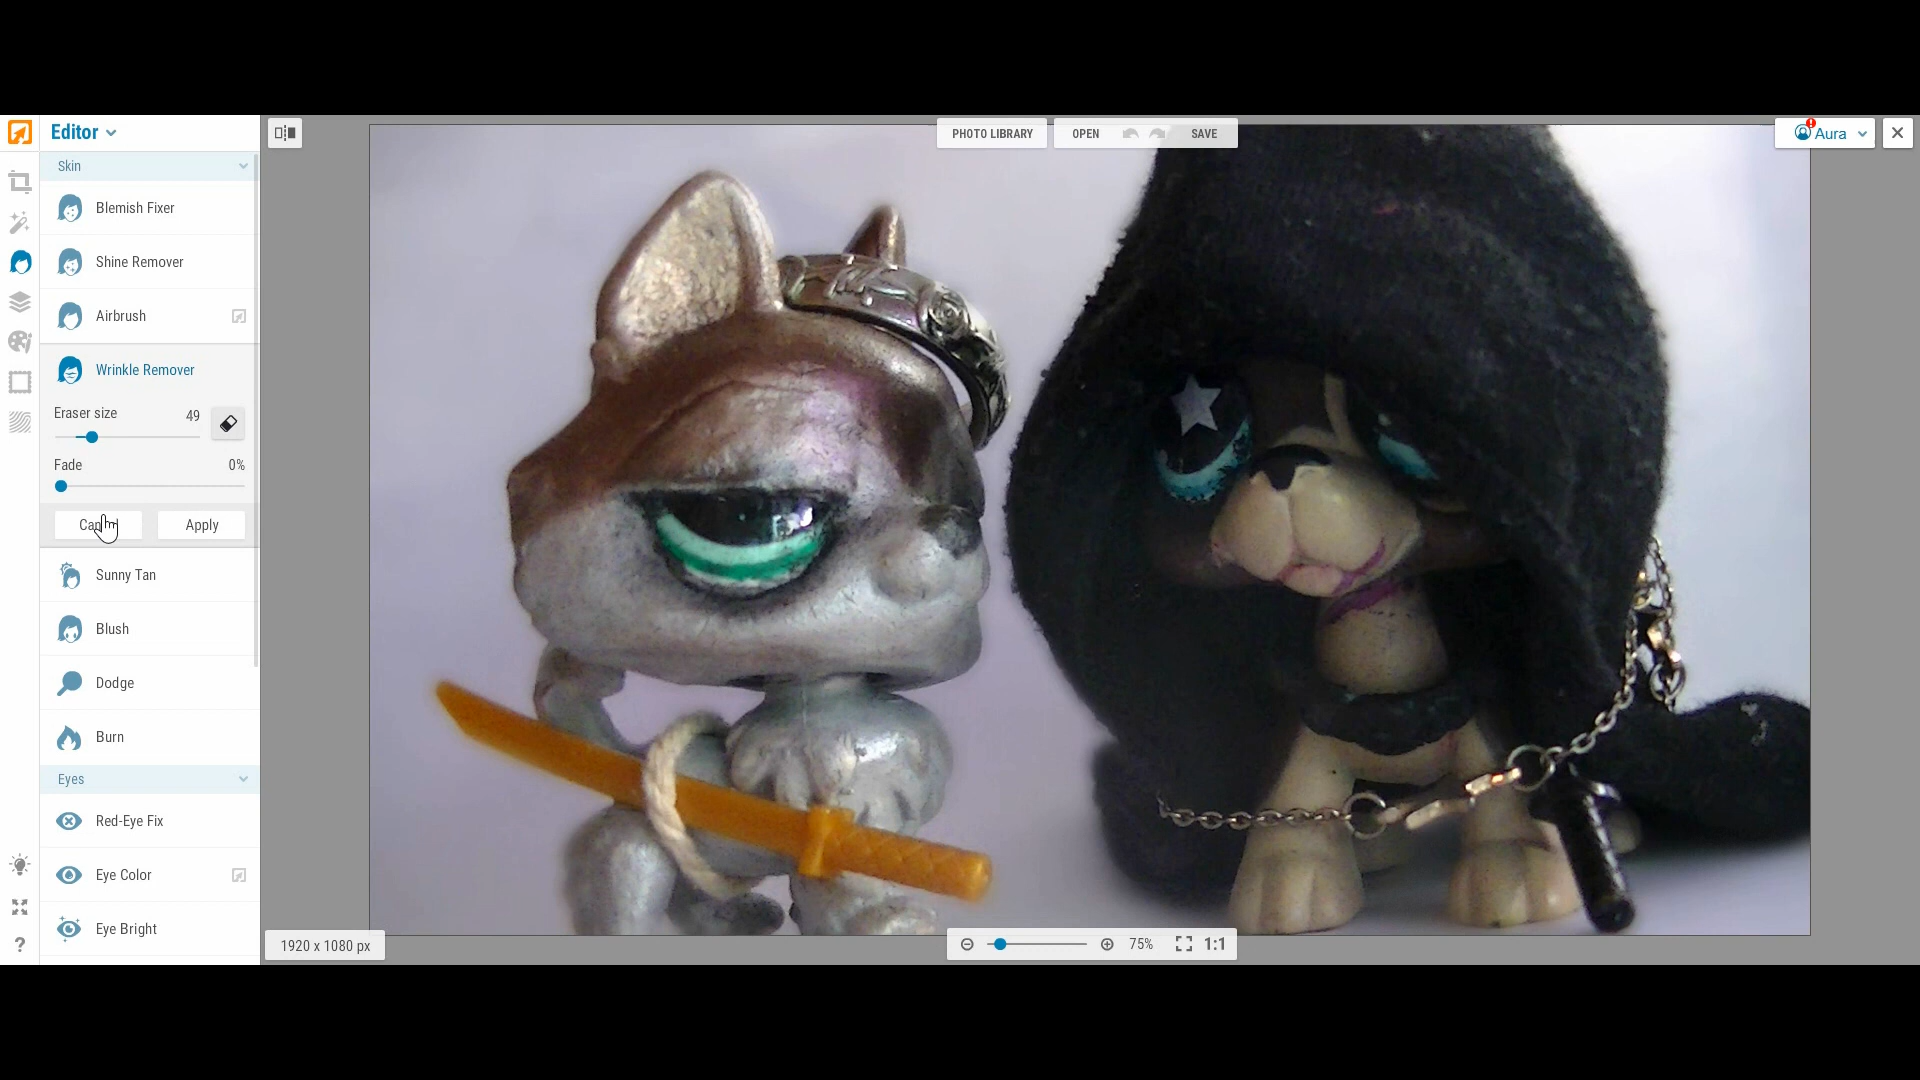 Editor
PHOTO LIBRARY
OPEN
SAVE
Aura
Skin
Blemish Fixer
Shine Remover
Airbrush
Wrinkle Remover
Eraser size
49
Fade
0%
Apply
Sunny Tan
Blush
Dodge
Burn
Eyes
Red-Eye Fix
Eye Color
Eye Bright
1920 x 1080 px
75%
1:1